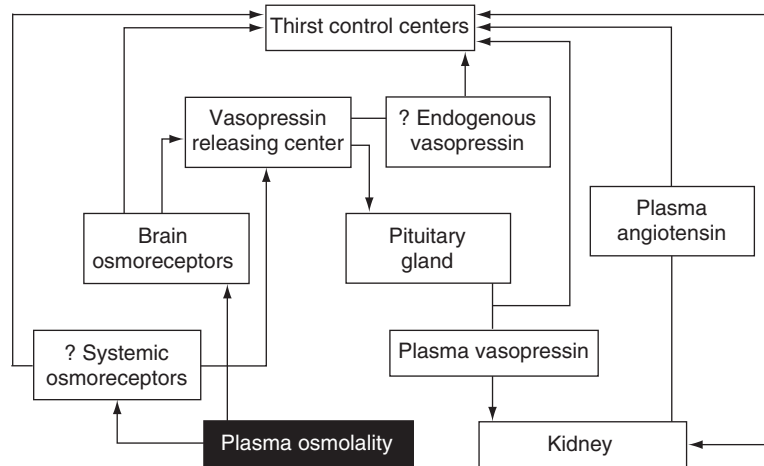 Thirst control centers
Vasopressin
releasing center
? Endogenous
vasopressin
Plasma
angiotensin
Brain
osmoreceptors
Pituitary
gland
? Systemic
osmoreceptors
Plasma vasopressin
Plasma osmolality
Kidney